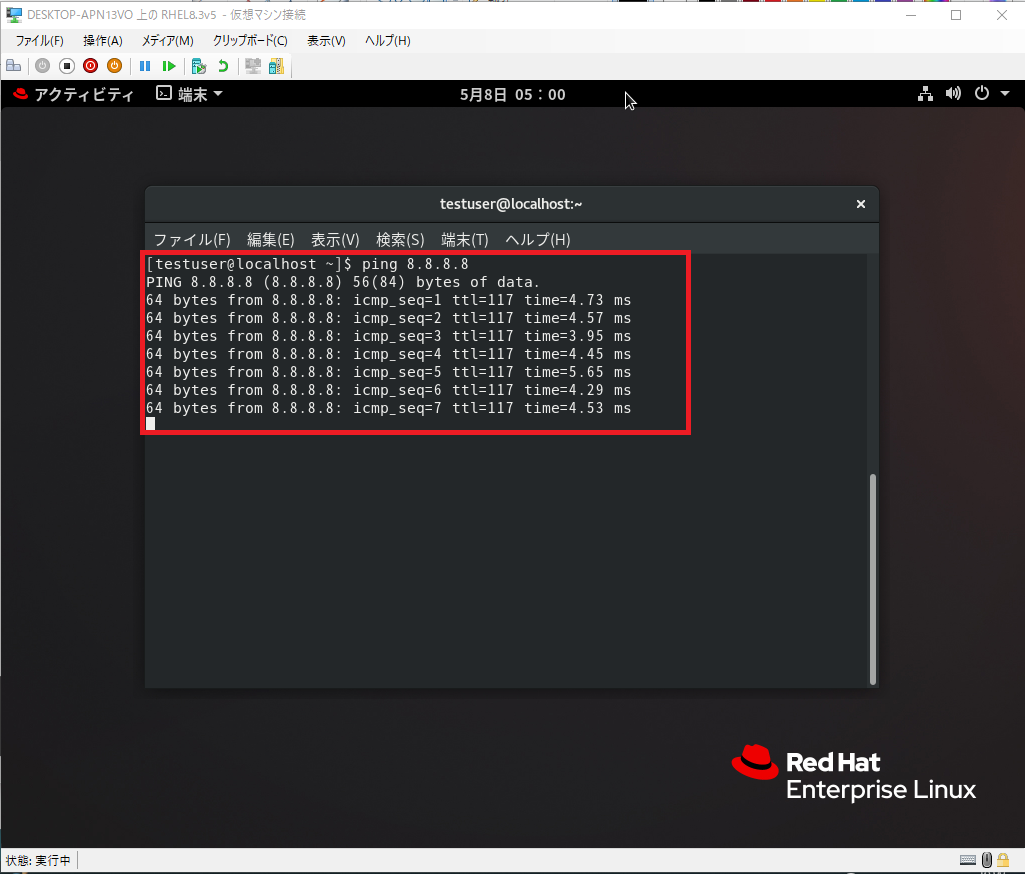 DESKTOP-APN13VO 上の RHEL8.3v5 - 仮想マシン接続
ファイル(F) 操作(A) メディア(M) クリップボード(C) 表示(V) ヘルプ(H)
アクティビティ 端末 5月8日 05：00
testuser@localhost:~
ファイル(F) 編集(E) 表示(V) 検索(S) 端末(T) ヘルプ(H)
[testuser@localhost ~]$ ping 8.8.8.8
PING 8.8.8.8 (8.8.8.8) 56(84) bytes of data.
64 bytes from 8.8.8.8: icmp_seq=1 ttl=117 time=4.73 ms
64 bytes from 8.8.8.8: icmp_seq=2 ttl=117 time=4.57 ms
64 bytes from 8.8.8.8: icmp_seq=3 ttl=117 time=3.95 ms
64 bytes from 8.8.8.8: icmp_seq=4 ttl=117 time=4.45 ms
64 bytes from 8.8.8.8: icmp_seq=5 ttl=117 time=5.65 ms
64 bytes from 8.8.8.8: icmp_seq=6 ttl=117 time=4.29 ms
64 bytes from 8.8.8.8: icmp_seq=7 ttl=117 time=4.53 ms
Red Hat
Enterprise Linux
状態: 実行中